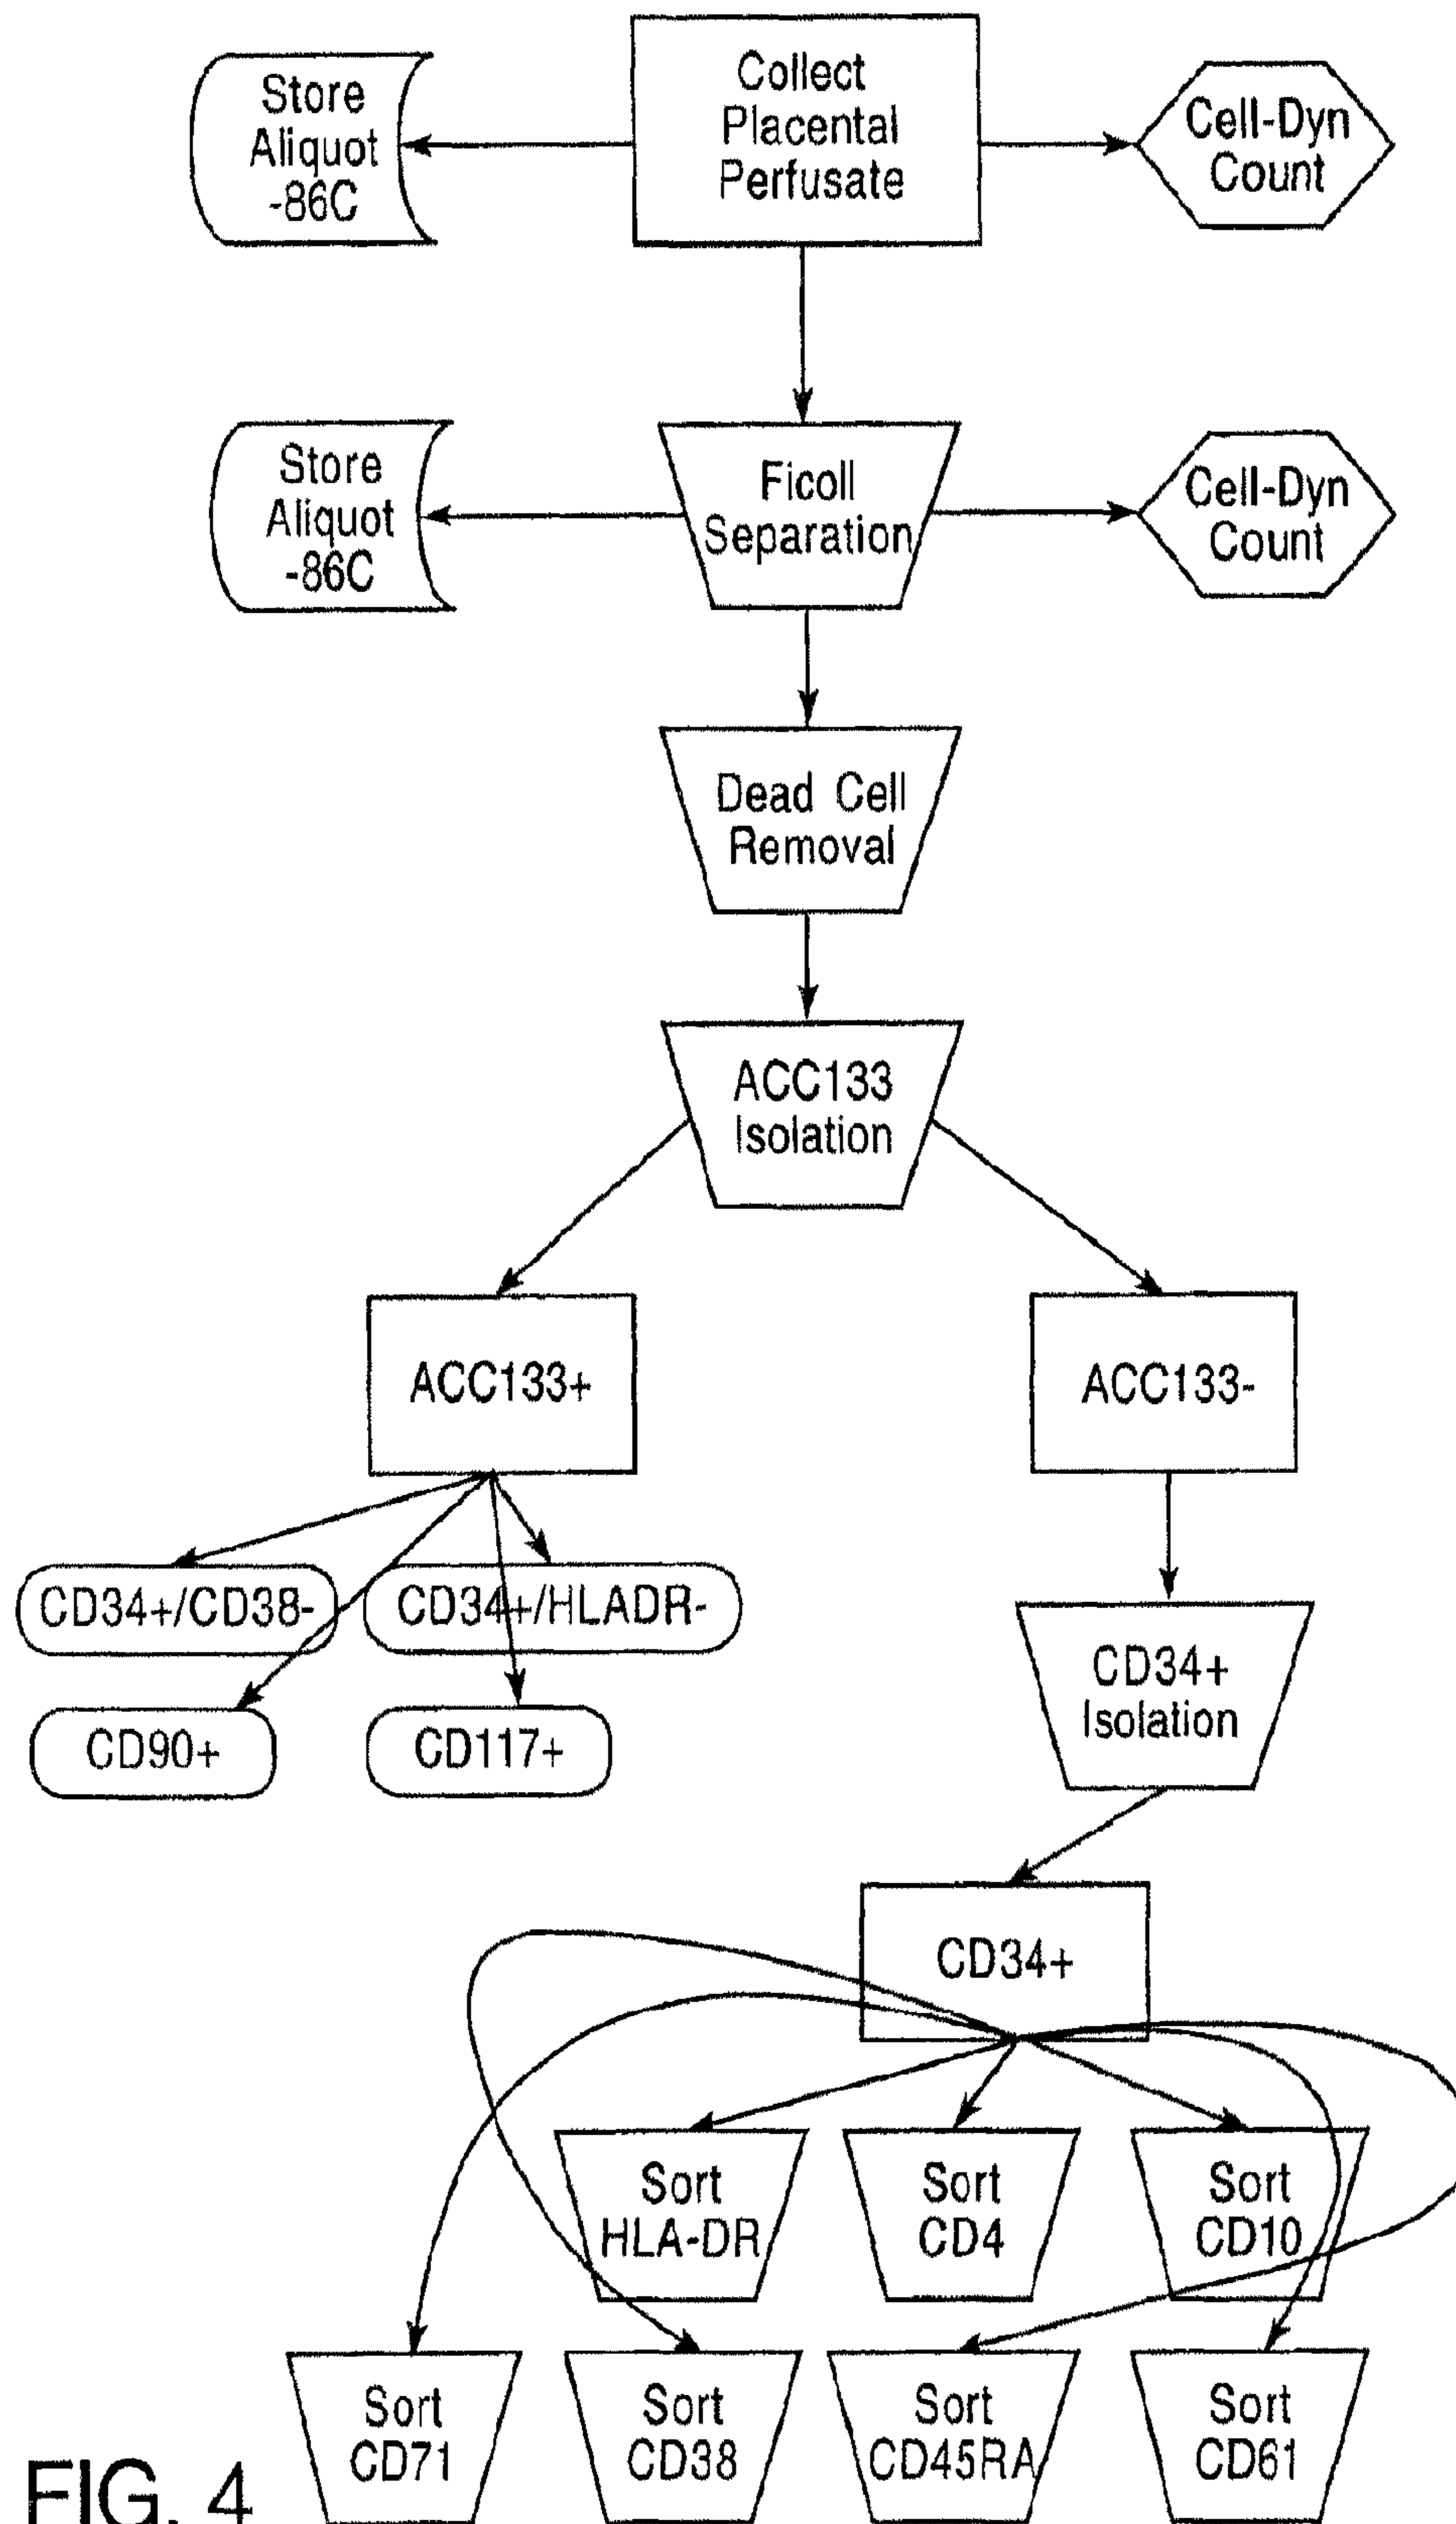 Store
Aliquot
-86C
Collect
Placental
Perfusate
Cell-Dyn
Count
Store
Aliquot
-86C
Ficoll
Separation
Cell-Dyn
Count
Dead Cell
Removal
ACC133
Isolation
ACC133+
ACC133-
CD34+/CD38-
CD34+/HLADR-
CD90+
CD117+
CD34+
Isolation
CD34+
Sort
HLA-DR
Sort
CD4
Sort
CD10
Sort
CD71
Sort
CD38
Sort
CD45RA
Sort
CD61
FIG. 4